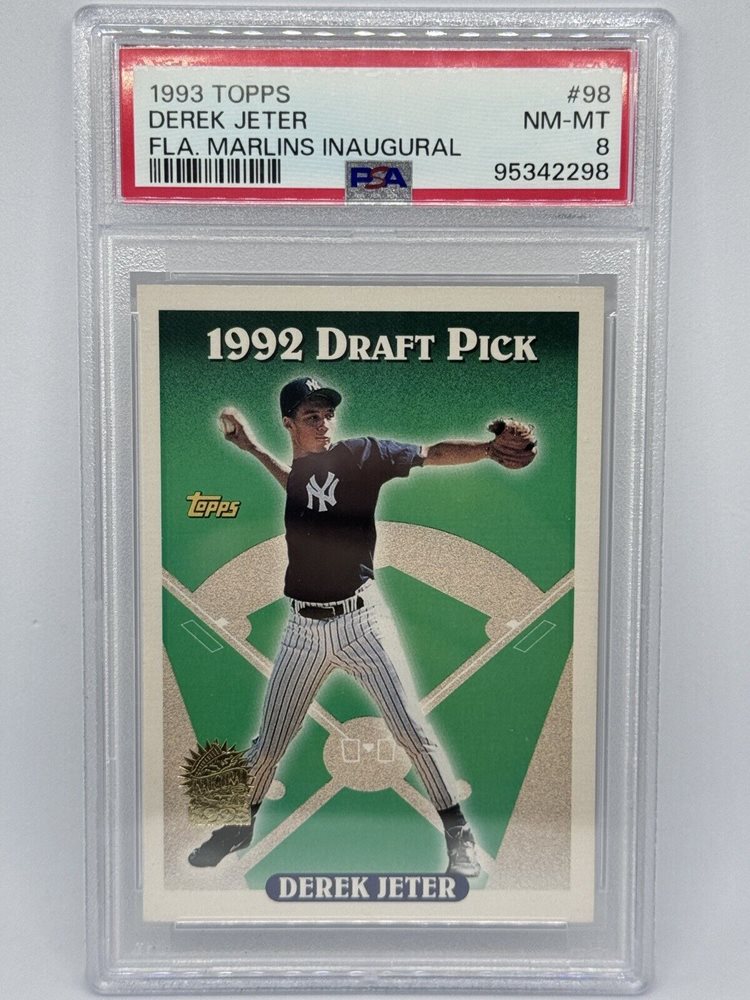 1993 TOPPS #98
DEREK JETER NM-MT
FLA. MARLINS INAUGURAL 8
PSA 95342298
1992 DRAFT PICK
NY
NY
Topps
DEREK JETER